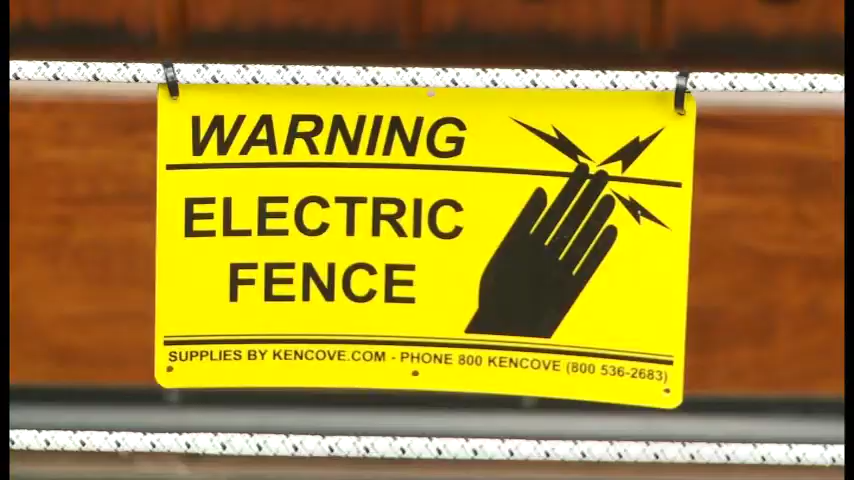 WARNING
ELECTRIC
FENCE
SUPPLIES BY KENCOVE.COM - PHONE 800 KENCOVE (800 536-2683)